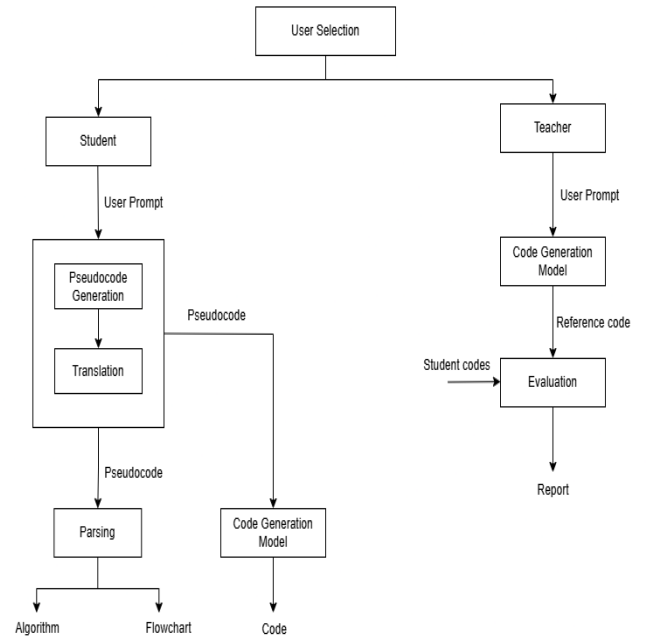 User Selection
Student
Teacher
User Prompt
User Prompt
Pseudocode
Generation
Translation
Pseudocode
Code Generation
Model
Reference code
Student codes
Evaluation
Report
Pseudocode
Parsing
Code Generation
Model
Algorithm
Flowchart
Code